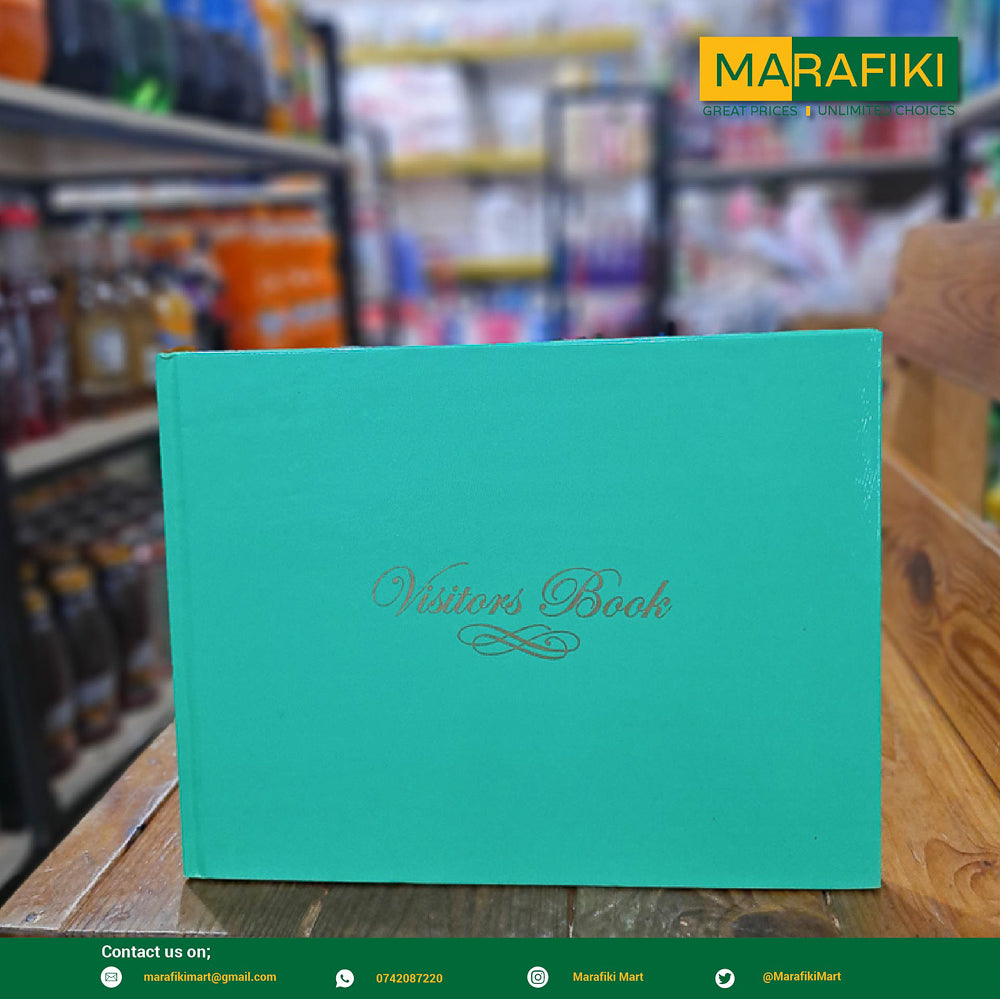 MARAFIKI
GREAT PRICES UNLIMITED CHOICES
Visitors Book
Contact us on;
marafikimart@gmail.com 0742087220 Marafiki Mart @MarafikiMart